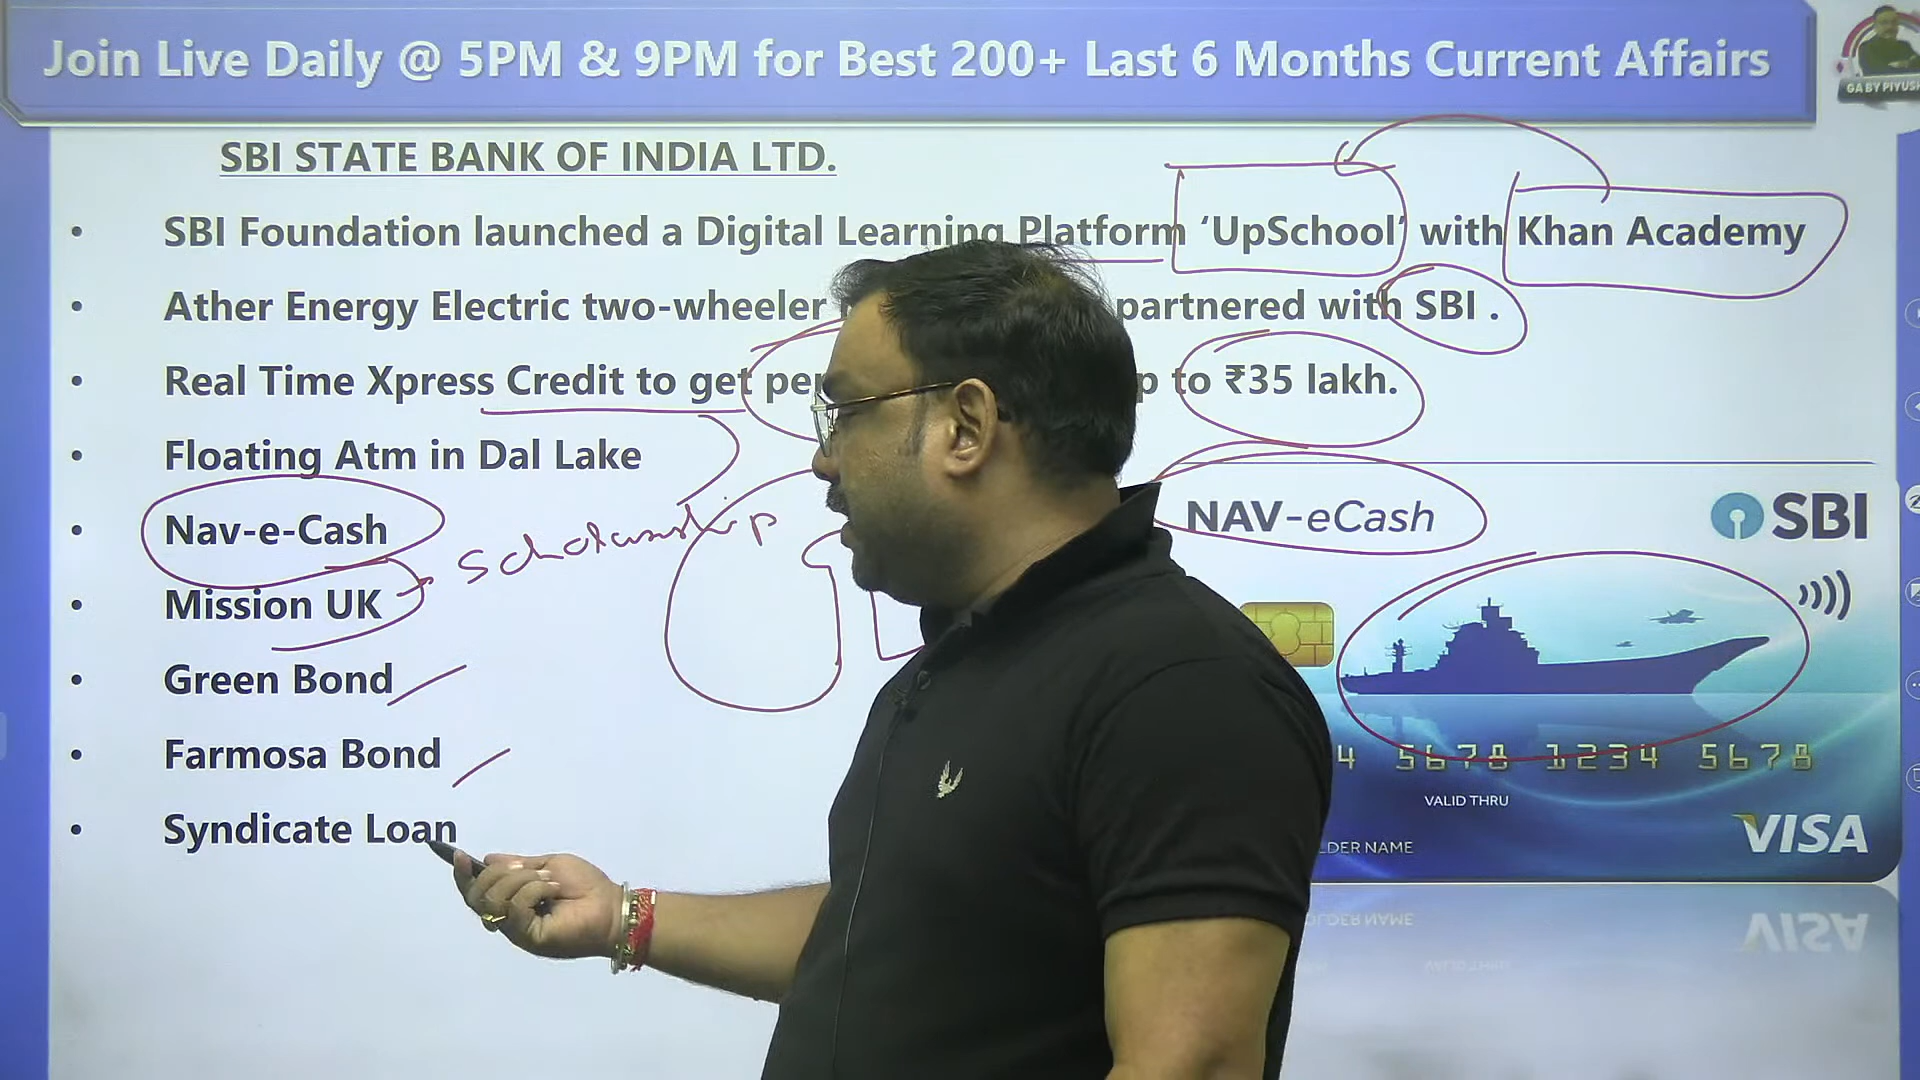 Join Live Daily @ 5PM & 9PM for Best 200+ Last 6 Months Current Affairs
GA BY PIYUSH
SBI STATE BANK OF INDIA LTD.
• SBI Foundation launched a Digital Learning Platform ‘UpSchool’ with Khan Academy
• Ather Energy Electric two-wheeler partnered with SBI .
• Real Time Xpress Credit to get to ₹35 lakh.
• Floating Atm in Dal Lake
• Nav-e-Cash
scholarship
• Mission UK
• Green Bond
• Farmosa Bond
• Syndicate Loan
NAV-eCash
SBI
4 5678 1234 5678
VALID THRU
LDER NAME
VISA